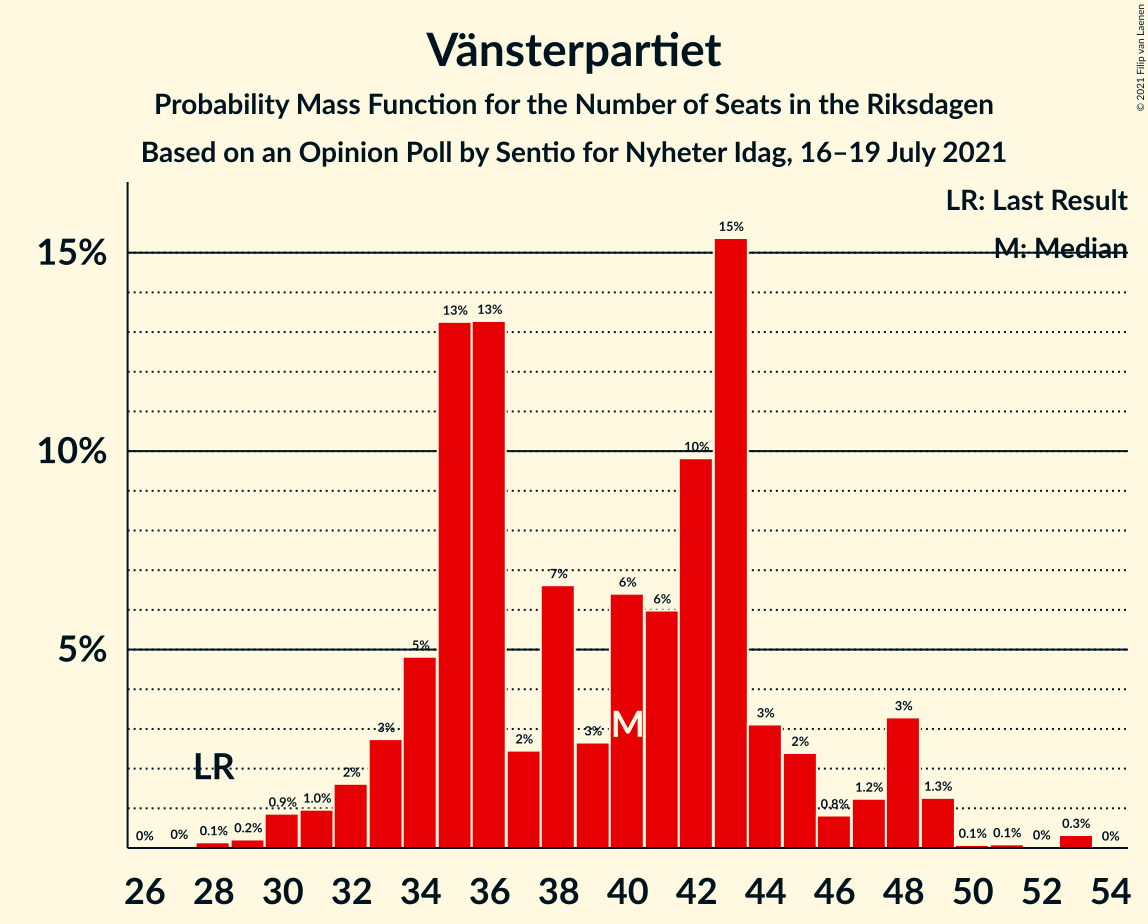 Vänsterpartiet
Probability Mass Function for the Number of Seats in the Riksdagen
Based on an Opinion Poll by Sentio for Nyheter Idag, 16–19 July 2021
© 2021 Filip van Laenen
LR: Last Result
M: Median
15%
10%
5%
0% 0% 0.1% 0.2% 0.9% 1.0% 2% 3% 5% 13% 13% 2% 7% 3% 6% 6% 10% 15% 3% 2% 0.8% 1.2% 3% 1.3% 0.1% 0.1% 0% 0.3% 0%
LR
M
26 28 30 32 34 36 38 40 42 44 46 48 50 52 54